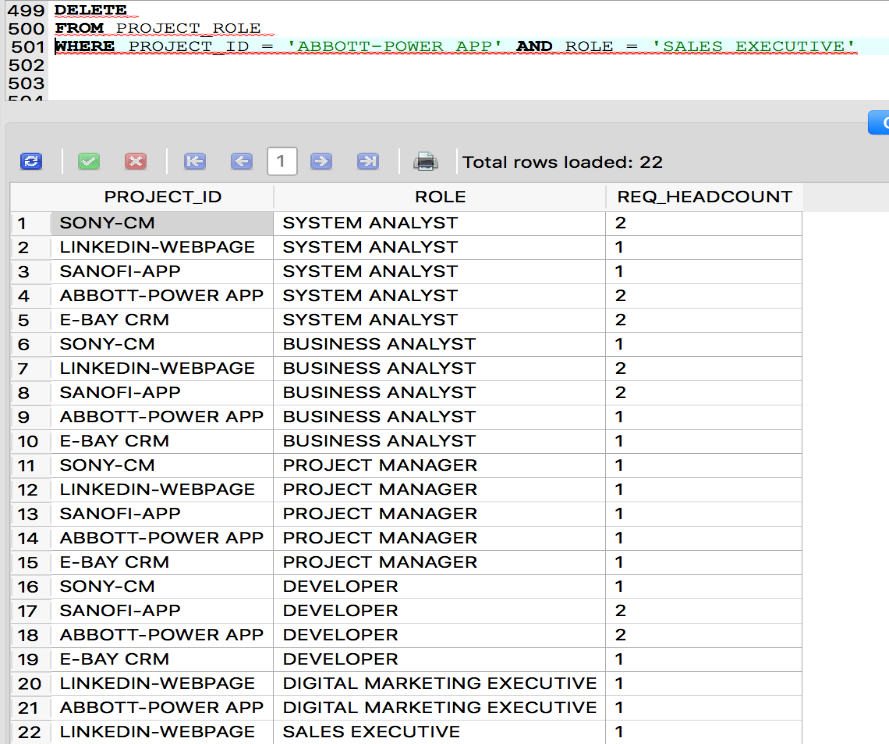 499 DELETE
500 FROM PROJECT_ROLE
501 WHERE PROJECT_ID = 'ABBOTT-POWER APP' AND ROLE = 'SALES EXECUTIVE'
502
503
504
1 Total rows loaded: 22
PROJECT_ID ROLE REQ_HEADCOUNT
1 SONY-CM SYSTEM ANALYST 2
2 LINKEDIN-WEBPAGE SYSTEM ANALYST 1
3 SANOFI-APP SYSTEM ANALYST 1
4 ABBOTT-POWER APP SYSTEM ANALYST 2
5 E-BAY CRM SYSTEM ANALYST 2
6 SONY-CM BUSINESS ANALYST 1
7 LINKEDIN-WEBPAGE BUSINESS ANALYST 2
8 SANOFI-APP BUSINESS ANALYST 2
9 ABBOTT-POWER APP BUSINESS ANALYST 1
10 E-BAY CRM BUSINESS ANALYST 1
11 SONY-CM PROJECT MANAGER 1
12 LINKEDIN-WEBPAGE PROJECT MANAGER 1
13 SANOFI-APP PROJECT MANAGER 1
14 ABBOTT-POWER APP PROJECT MANAGER 1
15 E-BAY CRM PROJECT MANAGER 1
16 SONY-CM DEVELOPER 1
17 SANOFI-APP DEVELOPER 2
18 ABBOTT-POWER APP DEVELOPER 2
19 E-BAY CRM DEVELOPER 1
20 LINKEDIN-WEBPAGE DIGITAL MARKETING EXECUTIVE 1
21 ABBOTT-POWER APP DIGITAL MARKETING EXECUTIVE 1
22 LINKEDIN-WEBPAGE SALES EXECUTIVE 1